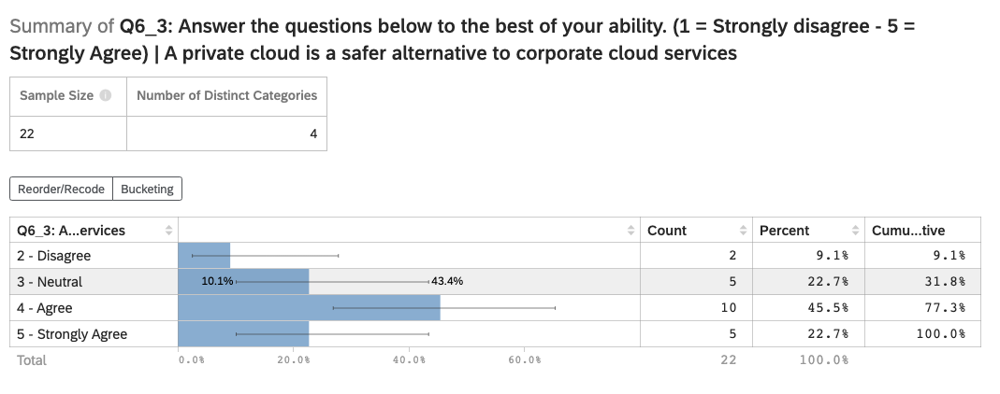 Summary of Q6_3: Answer the questions below to the best of your ability. (1 = Strongly disagree - 5 =
Strongly Agree) | A private cloud is a safer alternative to corporate cloud services
Sample Size Number of Distinct Categories
22 4
Reorder/Recode Bucketing
Q6_3: A...ervices Count Percent Cumu...tive
2 - Disagree 2 9.1% 9.1%
3 - Neutral 10.1% 43.4% 5 22.7% 31.8%
4 - Agree 10 45.5% 77.3%
5 - Strongly Agree 5 22.7% 100.0%
Total 0.0% 20.0% 40.0% 60.0% 22 100.0%